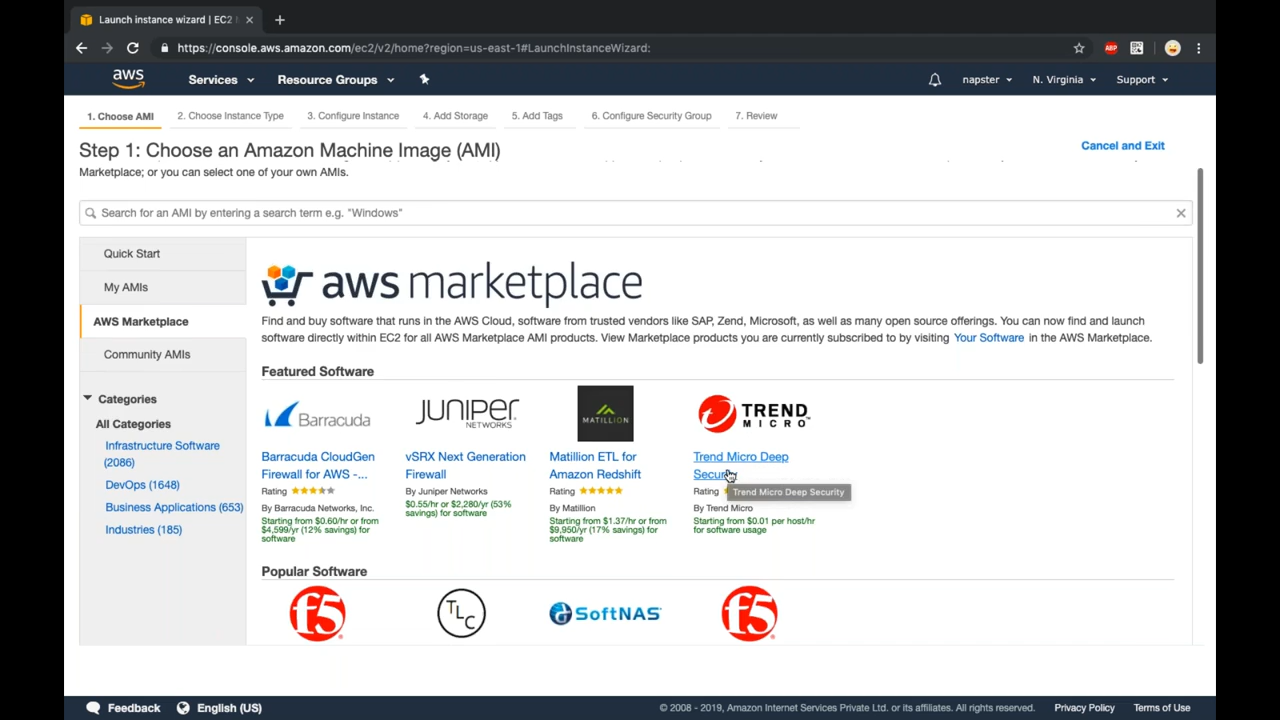 Launch instance wizard | EC2
https://console.aws.amazon.com/ec2/v2/home?region=us-east-1#LaunchInstanceWizard:
ABP
aws
Services
Resource Groups
napster
N. Virginia
Support
1. Choose AMI
2. Choose Instance Type
3. Configure Instance
4. Add Storage
5. Add Tags
6. Configure Security Group
7. Review
Step 1: Choose an Amazon Machine Image (AMI)
Cancel and Exit
Marketplace; or you can select one of your own AMIs.
Search for an AMI by entering a search term e.g. "Windows"
Quick Start
My AMIs
AWS Marketplace
Community AMIs
Categories
All Categories
Infrastructure Software
(2086)
DevOps (1648)
Business Applications (653)
Industries (185)
aws marketplace
Find and buy software that runs in the AWS Cloud, software from trusted vendors like SAP, Zend, Microsoft, as well as many open source offerings. You can now find and launch
software directly within EC2 for all AWS Marketplace AMI products. View Marketplace products you are currently subscribed to by visiting Your Software in the AWS Marketplace.
Featured Software
Barracuda
Barracuda CloudGen
Firewall for AWS -...
Rating
By Barracuda Networks, Inc.
Starting from $0.60/hr or from
$4,599/yr (12% savings) for
software
JUNIPER
NETWORKS
vSRX Next Generation
Firewall
By Juniper Networks
$0.55/hr or $2,280/yr (53%
savings) for software
MATILLION
Matillion ETL for
Amazon Redshift
Rating
By Matillion
Starting from $1.37/hr or from
$9,950/yr (17% savings) for
software
TREND
MICRO
Trend Micro Deep
Rating
Trend Micro Deep Security
By Trend Micro
Starting from $0.01 per host/hr
for software usage
Popular Software
f5
TLC
SoftNAS
f5
Feedback
English (US)
© 2008 - 2019, Amazon Internet Services Private Ltd. or its affiliates. All rights reserved.
Privacy Policy
Terms of Use